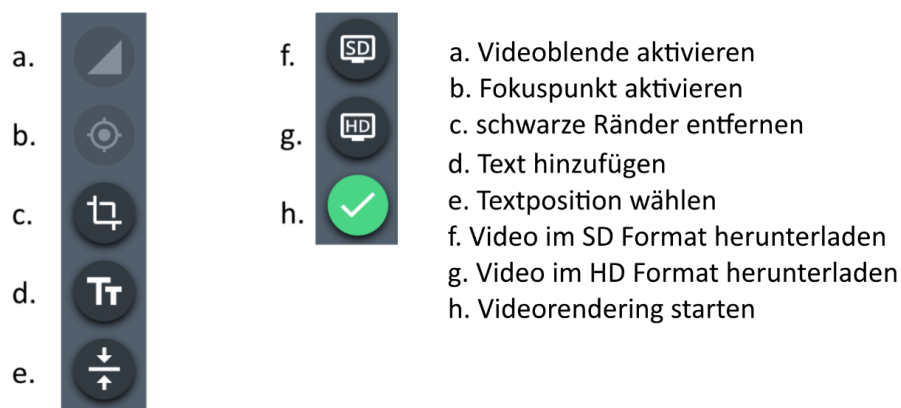 a.
b.
c.
d.
e.
f.
g.
h.
SD
HD
TT
a. Videoblende aktivieren
b. Fokuspunkt aktivieren
c. schwarze Ränder entfernen
d. Text hinzufügen
e. Textposition wählen
f. Video im SD Format herunterladen
g. Video im HD Format herunterladen
h. Videorendering starten